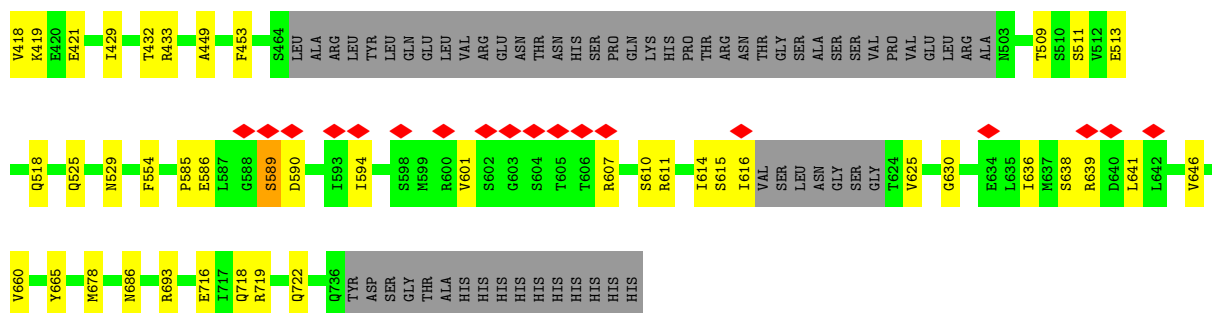 V418 K419 E420 E421 I429 T432 R433 A449 F453 S464 LEU ALA ARG LEU TYR LEU GLN GLU LEU VAL ARG GLU ASN THR ASN HIS SER PRO GLN LYS HIS PRO THR ARG ASN THR GLY SER ALA SER SER VAL PRO VAL GLU LEU ARG ALA N503 T509 S510 S511 V512 E513
Q518 Q525 N529 F554 P585 E586 L587 G588 S589 D590 I593 I594 S598 M599 R600 V601 S602 G603 S604 T605 T606 R607 S610 R611 I614 S615 I616 VAL SER LEU ASN GLY SER GLY T624 V625 G630 E634 L635 I636 M637 S638 R639 D640 L641 L642 V646
V660 Y665 M678 N686 R693 E716 I717 Q718 R719 Q722 Q736 TYR ASP SER GLY THR ALA HIS HIS HIS HIS HIS HIS HIS HIS HIS HIS